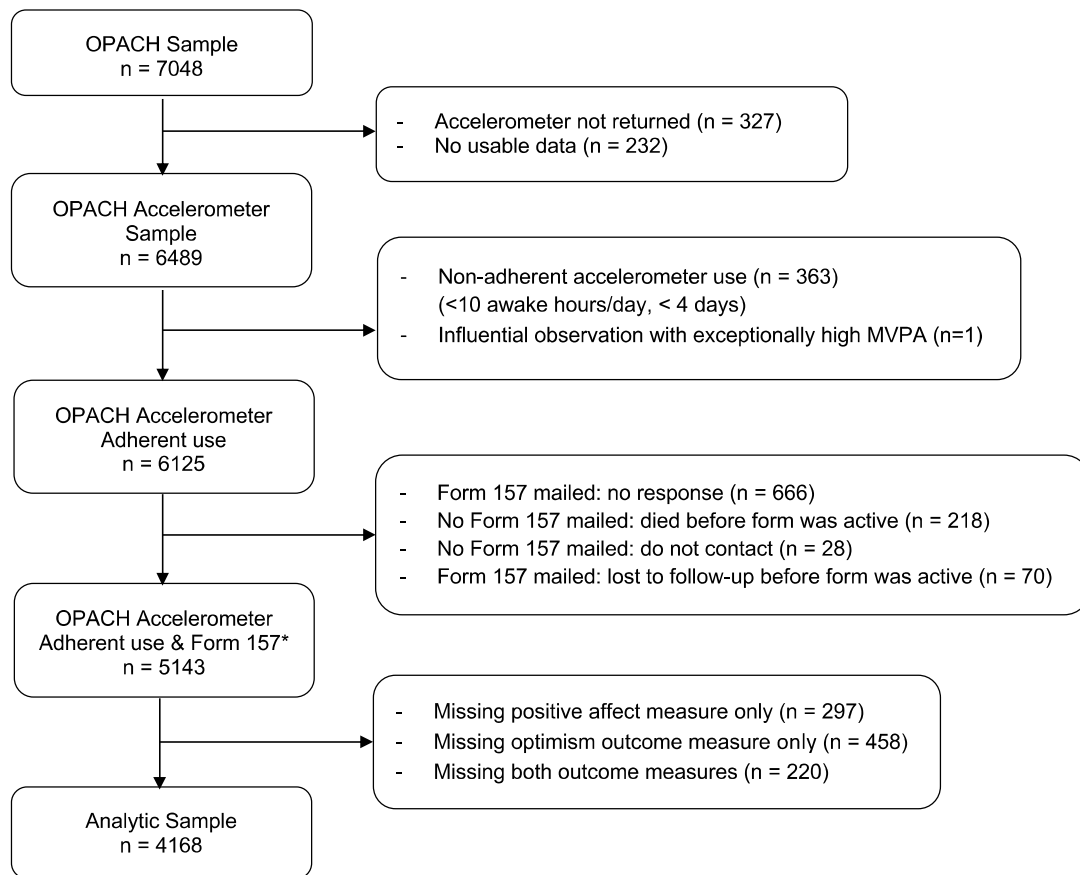 OPACH Sample
n = 7048
- Accelerometer not returned (n = 327)
- No usable data (n = 232)
OPACH Accelerometer
Sample
n = 6489
- Non-adherent accelerometer use (n = 363)
(<10 awake hours/day, < 4 days)
- Influential observation with exceptionally high MVPA (n=1)
OPACH Accelerometer
Adherent use
n = 6125
- Form 157 mailed: no response (n = 666)
- No Form 157 mailed: died before form was active (n = 218)
- No Form 157 mailed: do not contact (n = 28)
- Form 157 mailed: lost to follow-up before form was active (n = 70)
OPACH Accelerometer
Adherent use & Form 157*
n = 5143
- Missing positive affect measure only (n = 297)
- Missing optimism outcome measure only (n = 458)
- Missing both outcome measures (n = 220)
Analytic Sample
n = 4168